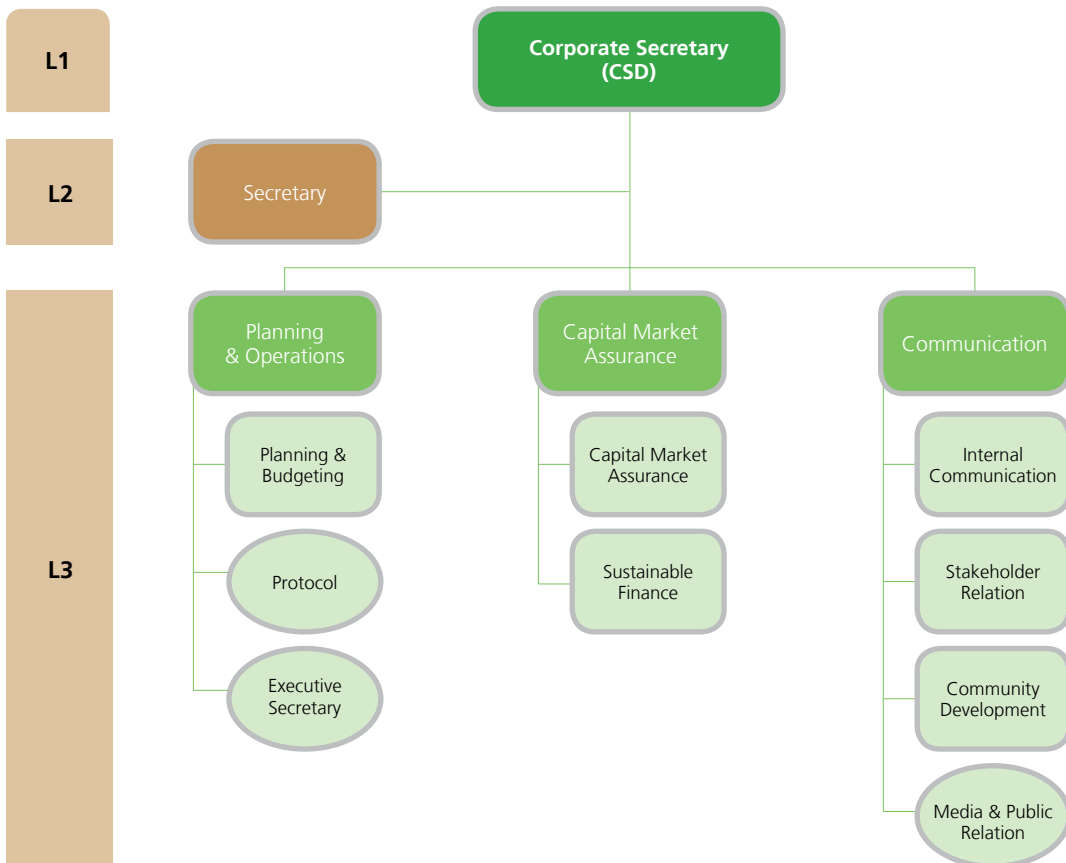 L1
Corporate Secretary
(CSD)
L2
Secretary
L3
Planning
& Operations
Planning &
Budgeting
Protocol
Executive
Secretary
Capital Market
Assurance
Capital Market
Assurance
Sustainable
Finance
Communication
Internal
Communication
Stakeholder
Relation
Community
Development
Media & Public
Relation